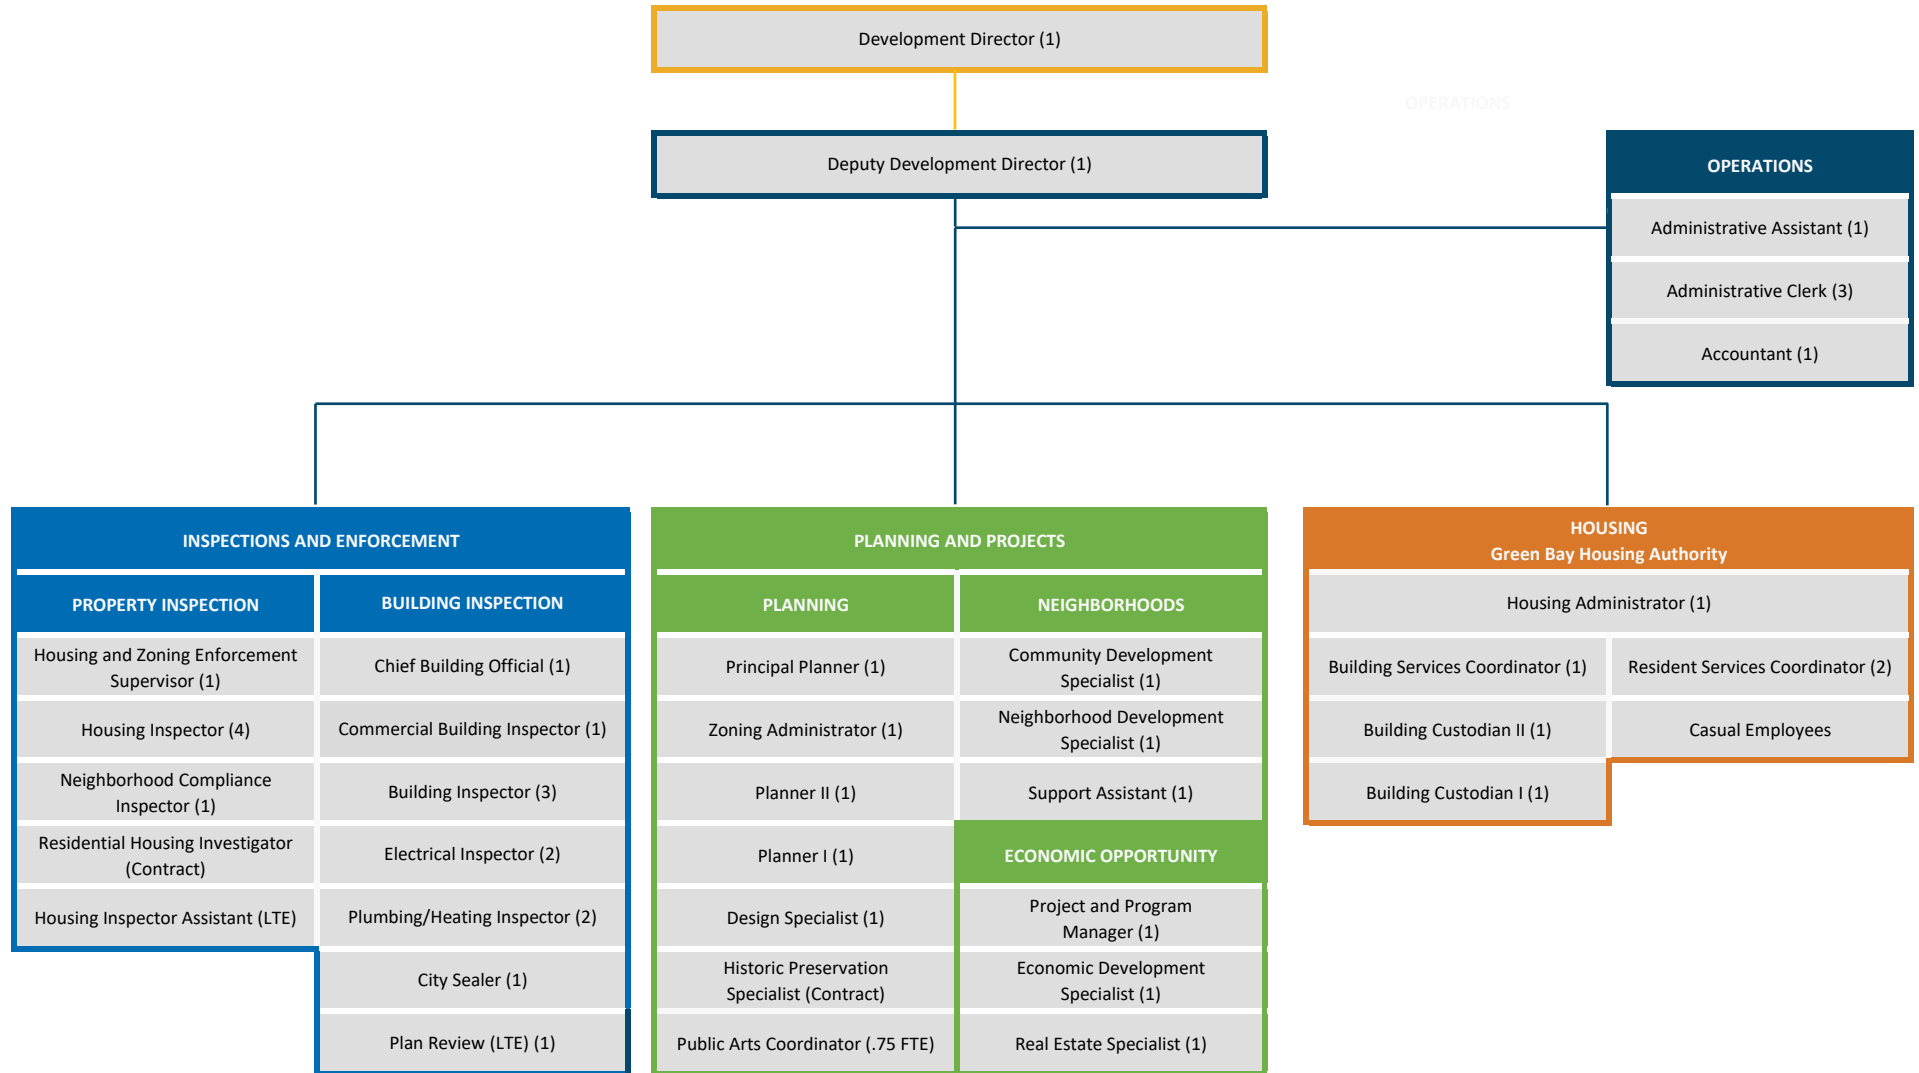 Development Director (1)
OPERATIONS
Deputy Development Director (1)
OPERATIONS
Administrative Assistant (1)
Administrative Clerk (3)
Accountant (1)
INSPECTIONS AND ENFORCEMENT
PROPERTY INSPECTION
Housing and Zoning Enforcement
Supervisor (1)
Housing Inspector (4)
Neighborhood Compliance
Inspector (1)
Residential Housing Investigator
(Contract)
Housing Inspector Assistant (LTE)
BUILDING INSPECTION
Chief Building Official (1)
Commercial Building Inspector (1)
Building Inspector (3)
Electrical Inspector (2)
Plumbing/Heating Inspector (2)
City Sealer (1)
Plan Review (LTE) (1)
PLANNING AND PROJECTS
PLANNING
Principal Planner (1)
Zoning Administrator (1)
Planner II (1)
Planner I (1)
Design Specialist (1)
Historic Preservation
Specialist (Contract)
Public Arts Coordinator (.75 FTE)
NEIGHBORHOODS
Community Development
Specialist (1)
Neighborhood Development
Specialist (1)
Support Assistant (1)
ECONOMIC OPPORTUNITY
Project and Program
Manager (1)
Economic Development
Specialist (1)
Real Estate Specialist (1)
HOUSING
Green Bay Housing Authority
Housing Administrator (1)
Building Services Coordinator (1)
Building Custodian II (1)
Building Custodian I (1)
Resident Services Coordinator (2)
Casual Employees